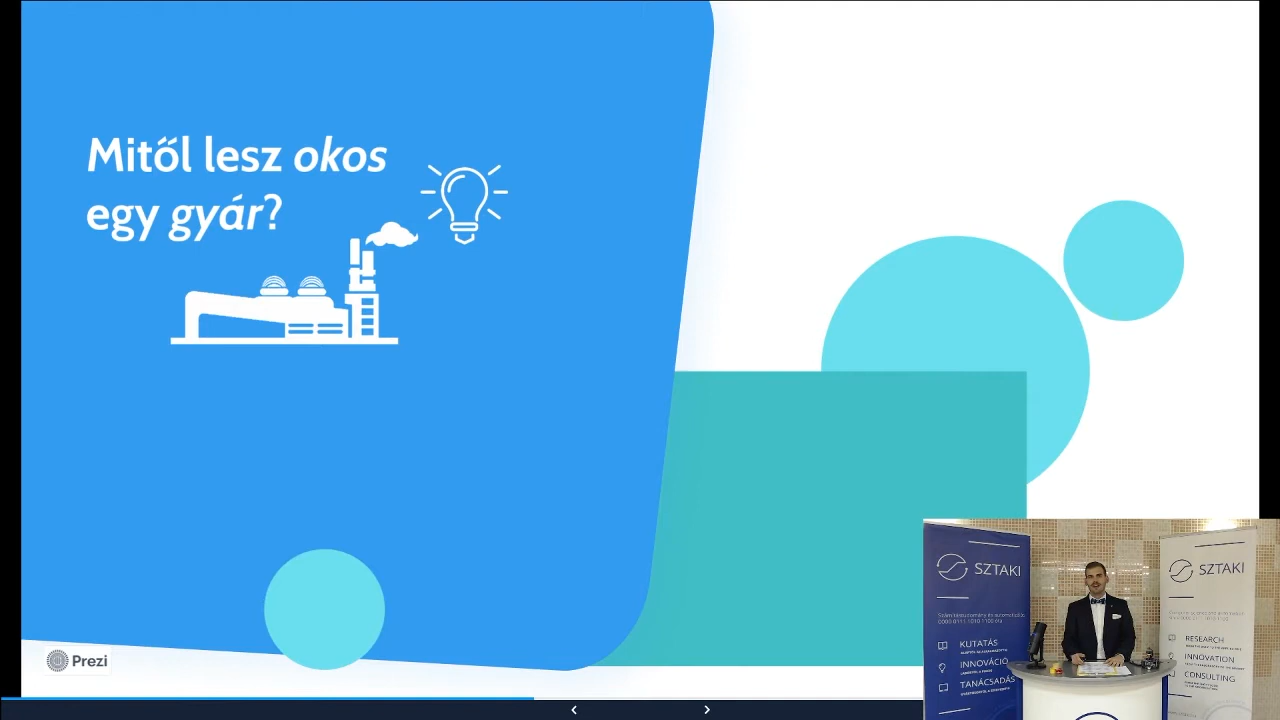 Mitől lesz okos
egy gyár?
Prezi
SZTAKI
KUTATÁS
INNOVÁCIÓ
TANÁCSADÁS
SZTAKI
RESEARCH
INNOVATION
CONSULTING